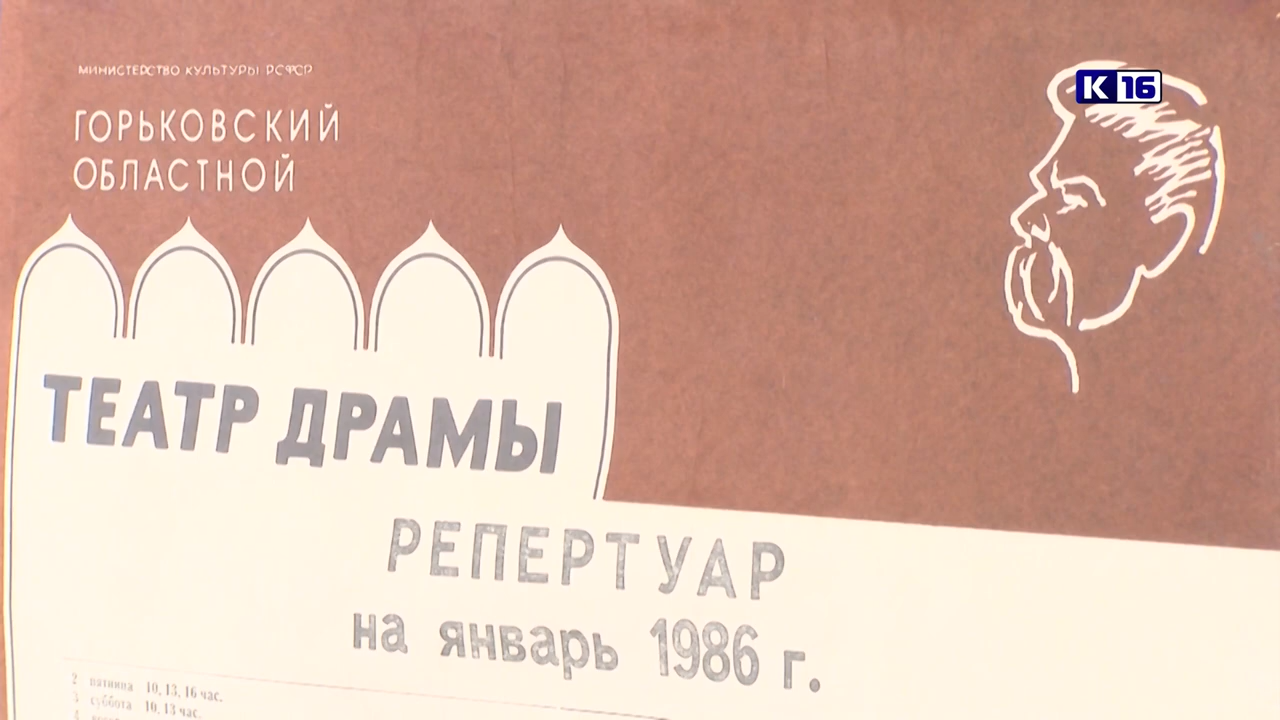 МИНИСТЕРСТВО КУЛЬТУРЫ РСФСР
К 16
ГОРЬКОВСКИЙ
ОБЛАСТНОЙ
ТЕАТР ДРАМЫ
РЕПЕРТУАР
на январь 1986 г.
2 пятница 10, 13, 16 час.
3 суббота 10, 13 час.